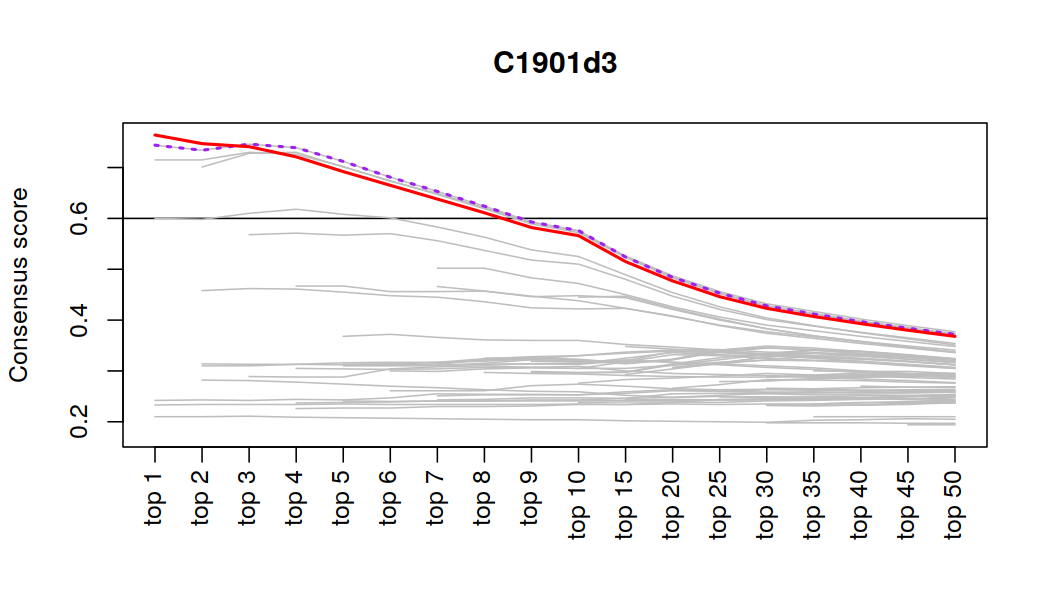 C1901d3
Consensus score
0.6
0.4
0.2
top 1
top 2
top 3
top 4
top 5
top 6
top 7
top 8
top 9
top 10
top 15
top 20
top 25
top 30
top 35
top 40
top 45
top 50